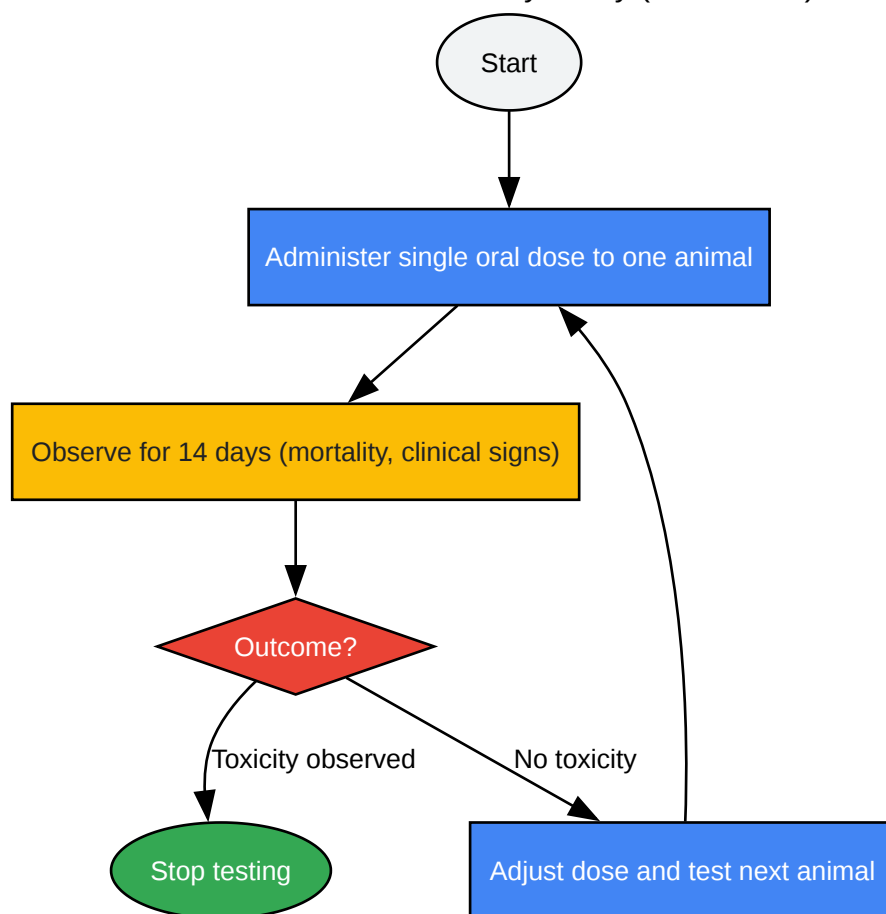 Start
Administer single oral dose to one animal
Observe for 14 days (mortality, clinical signs)
Outcome?
Toxicity observed
No toxicity
Stop testing
Adjust dose and test next animal